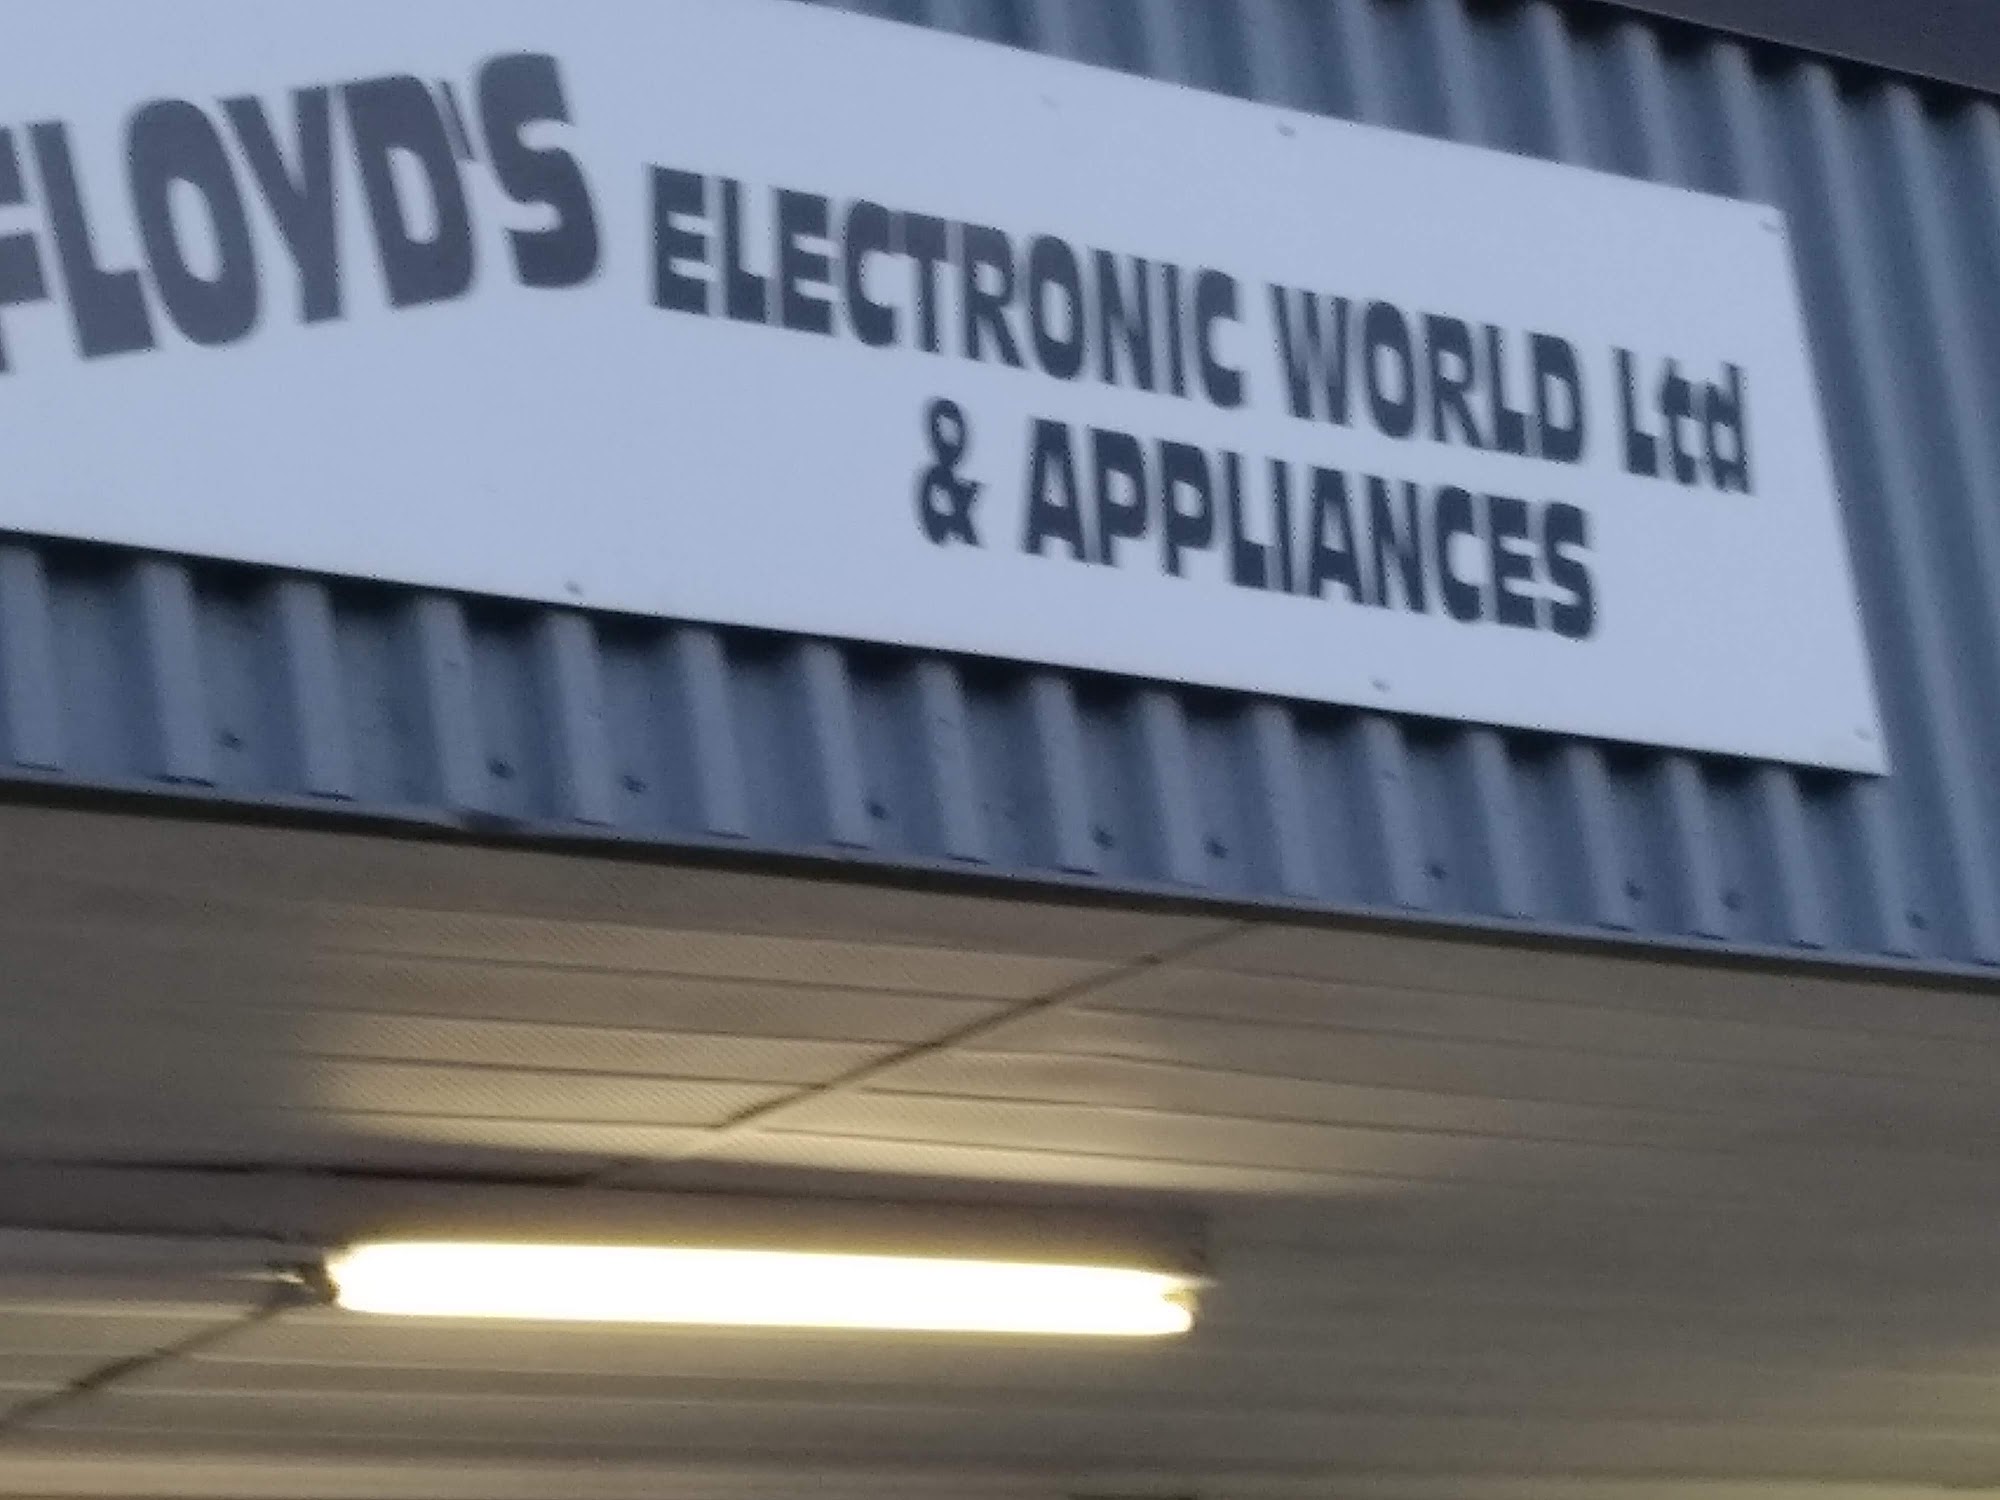 FLOYD'S ELECTRONIC WORLD Ltd
& APPLIANCES